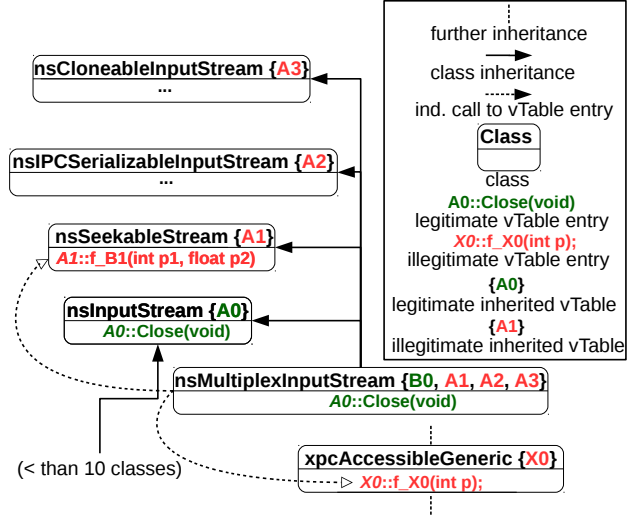 nsCloneableInputStream {A3}
...
nsIPCSerializableInputStream {A2}
...
nsSeekableStream {A1}
A1::f_B1(int p1, float p2)
nsInputStream {A0}
A0::Close(void)
nsMultiplexInputStream {B0, A1, A2, A3}
A0::Close(void)
(< than 10 classes)
xpcAccessibleGeneric {X0}
X0::f_X0(int p);
further inheritance
class inheritance
ind. call to vTable entry
Class
class
A0::Close(void)
legitimate vTable entry
X0::f_X0(int p);
illegitimate vTable entry
{A0}
legitimate inherited vTable
{A1}
illegitimate inherited vTable